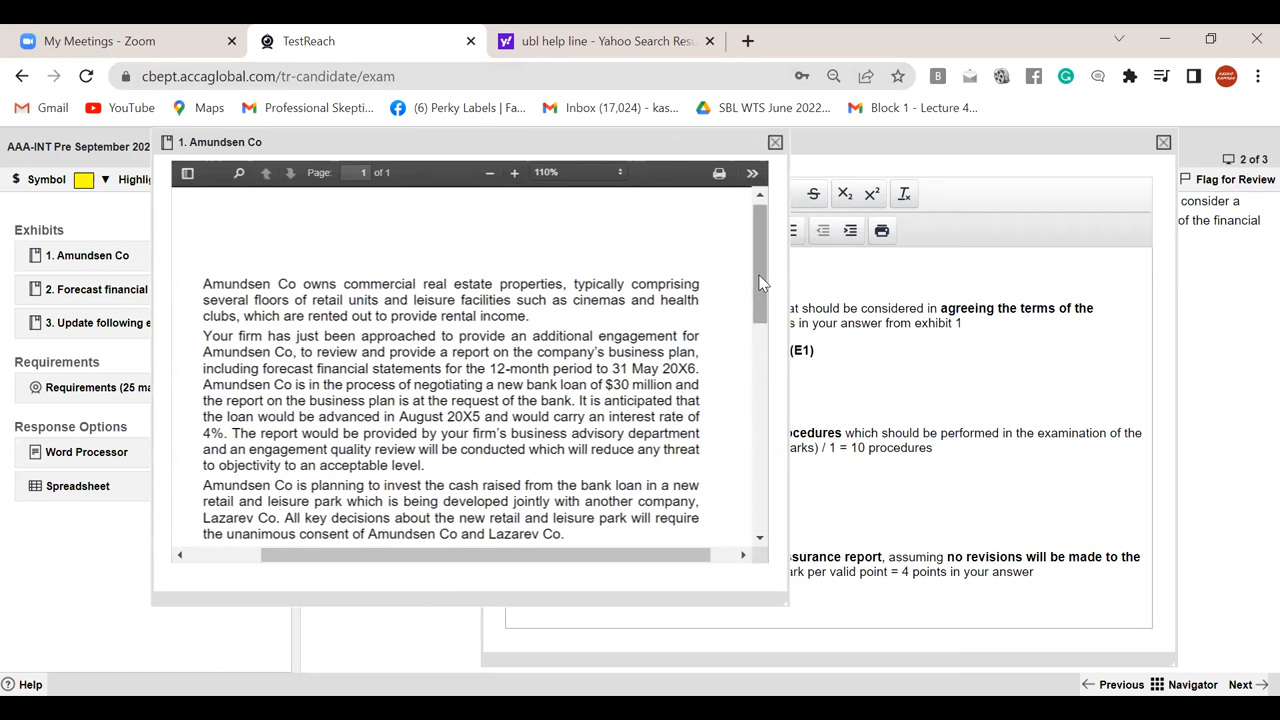 My Meetings - Zoom
TestReach
ubl help line - Yahoo Search Resu
cbept.accaglobal.com/tr-candidate/exam
Gmail
YouTube
Maps
Professional Skepti...
(6) Perky Labels | Fa...
Inbox (17,024) - kas...
SBL WTS June 2022...
Block 1 - Lecture 4...
AAA-INT Pre September 202
1. Amundsen Co
2 of 3
$ Symbol
Highli
Page: 1 of 1
110%
Flag for Review
Exhibits
1. Amundsen Co
2. Forecast financial
3. Update following e
Requirements
Requirements (25 ma
Response Options
Word Processor
Spreadsheet
Amundsen Co owns commercial real estate properties, typically comprising
several floors of retail units and leisure facilities such as cinemas and health
clubs, which are rented out to provide rental income.
Your firm has just been approached to provide an additional engagement for
Amundsen Co, to review and provide a report on the company's business plan,
including forecast financial statements for the 12-month period to 31 May 20X6.
Amundsen Co is in the process of negotiating a new bank loan of $30 million and
the report on the business plan is at the request of the bank. It is anticipated that
the loan would be advanced in August 20X5 and would carry an interest rate of
4%. The report would be provided by your firm's business advisory department
and an engagement quality review will be conducted which will reduce any threat
to objectivity to an acceptable level.
Amundsen Co is planning to invest the cash raised from the bank loan in a new
retail and leisure park which is being developed jointly with another company,
Lazarev Co. All key decisions about the new retail and leisure park will require
the unanimous consent of Amundsen Co and Lazarev Co.
at should be considered in agreeing the terms of the
s in your answer from exhibit 1
(E1)
ocedures which should be performed in the examination of the
arks) / 1 = 10 procedures
ssurance report, assuming no revisions will be made to the
ark per valid point = 4 points in your answer
consider a
of the financial
Help
Previous
Navigator
Next